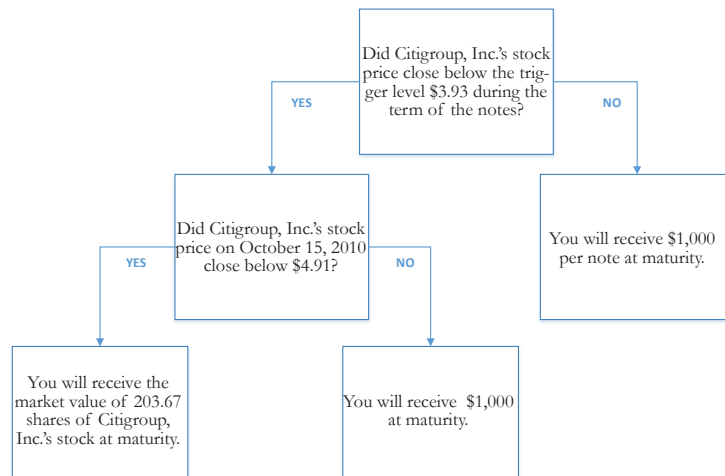 Did Citigroup, Inc.'s stock
price close below the trig-
ger level $3.93 during the
term of the notes?
YES
NO
Did Citigroup, Inc.'s stock
price on October 15, 2010
close below $4.91?
You will receive $1,000
per note at maturity.
YES
NO
You will receive the
market value of 203.67
shares of Citigroup,
Inc.'s stock at maturity.
You will receive $1,000
at maturity.